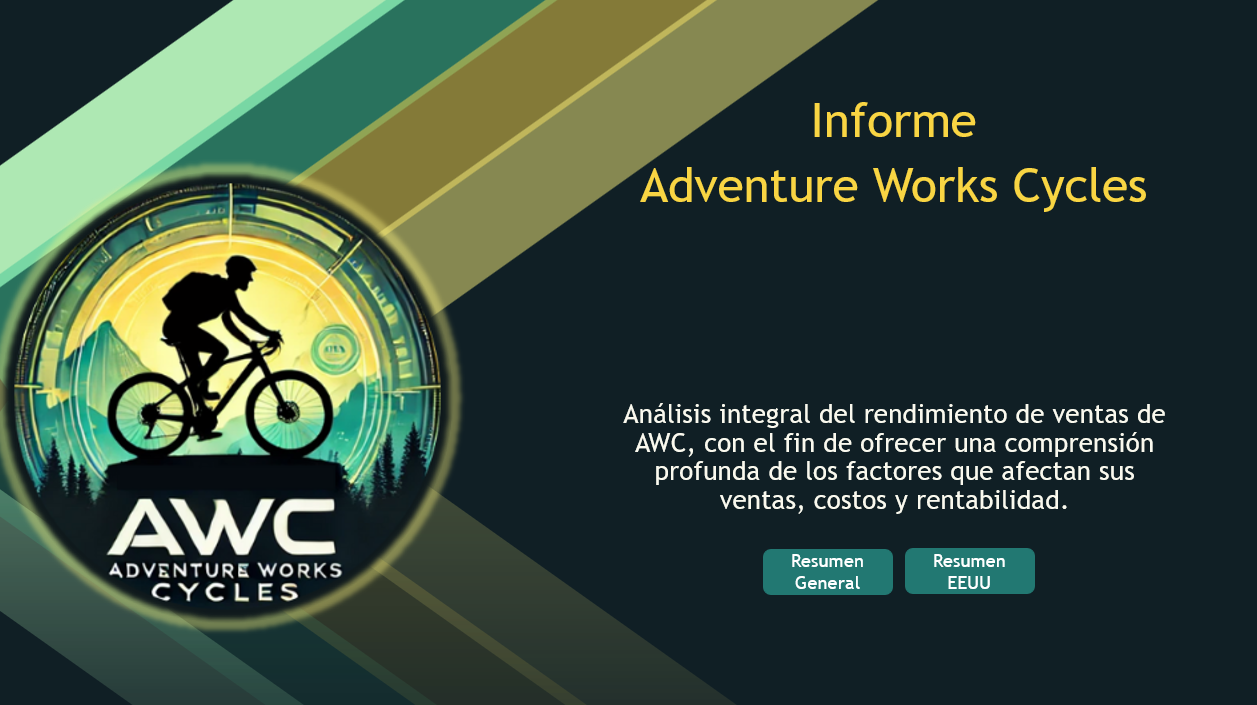 Informe
Adventure Works Cycles
Análisis integral del rendimiento de ventas de
AWC, con el fin de ofrecer una comprensión
profunda de los factores que afectan sus
ventas, costos y rentabilidad.
Resumen
General
Resumen
EEUU
AWC
ADVENTURE WORKS
CYCLES